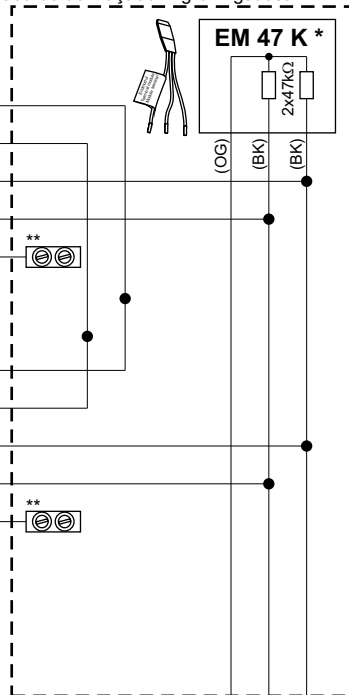 EM 47 K *
2x47kΩ
(OG)
(BK)
(BK)
**
**